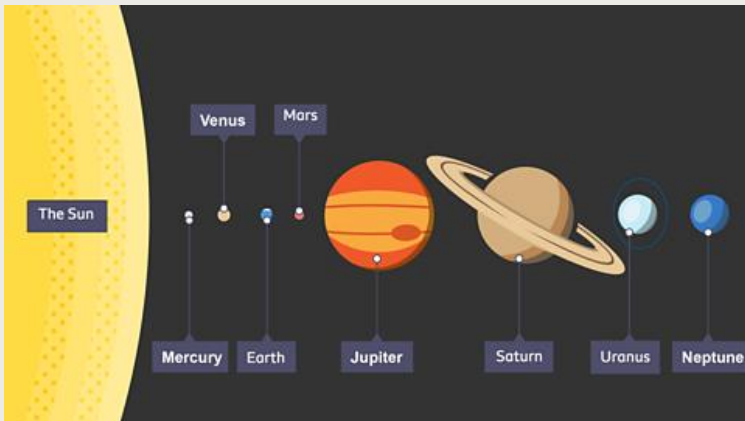 Venus
Mars
The Sun
Mercury
Earth
Jupiter
Saturn
Uranus
Neptune